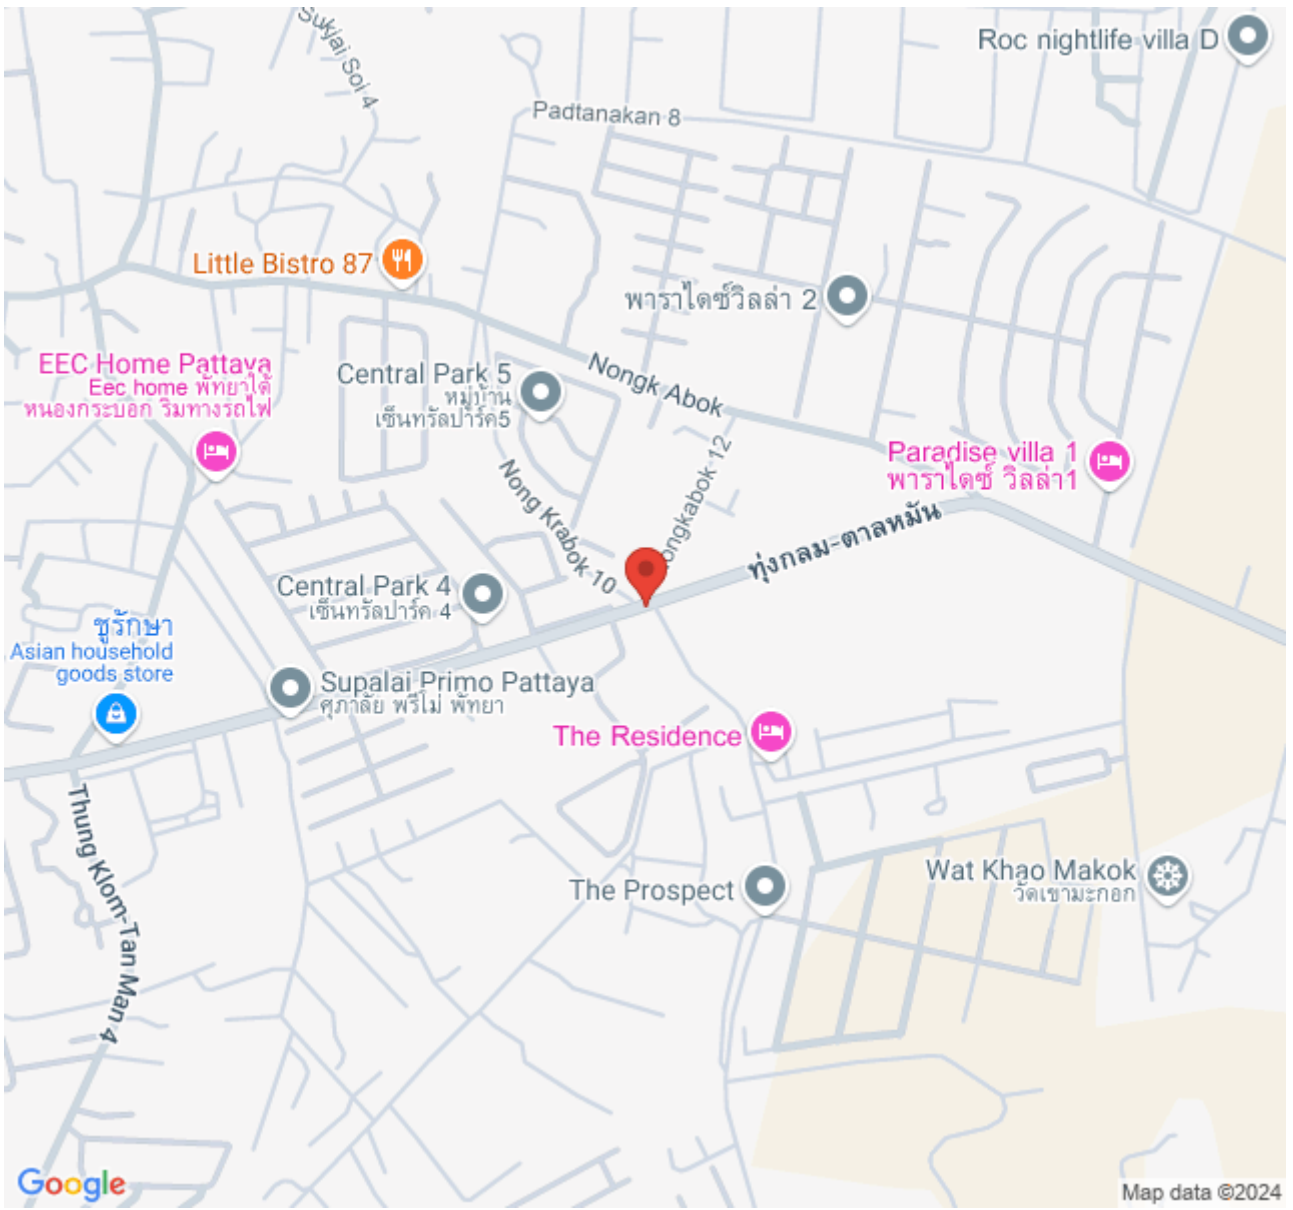 Roc nightlife villa D
Sukjai Soi 4
Padtanakan 8
Little Bistro 87
พาราไดซ์วิลล่า 2
EEC Home Pattaya
Eec home พัทยาใต้
หนองกระบอก ริมทางรถไฟ
Central Park 5
หมู่บ้าน
เซ็นทรัลปาร์ค5
Nongk Abok
Paradise villa 1
พาราไดซ์ วิลล่า1
Nong Krabok 10
ongkabok 12
ทุ่งกลม-ตาลหมัน
Central Park 4
เซ็นทรัลปาร์ค 4
ชูรักษา
Asian household
goods store
Supalai Primo Pattaya
ศุภาลัย พรีโม่ พัทยา
The Residence
Thung Klom-Tan Man 4
The Prospect
Wat Khao Makok
วัดเขามะกอก
Google
Map data ©2024